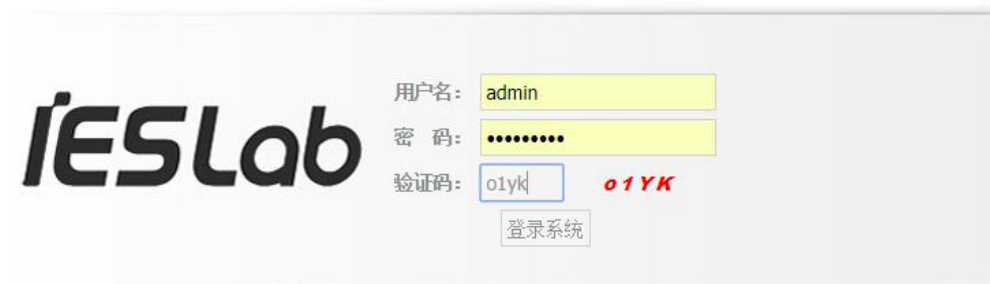 iESLab
用户名： admin
密 码： •••••••••
验证码： o1yk o1YK
登录系统